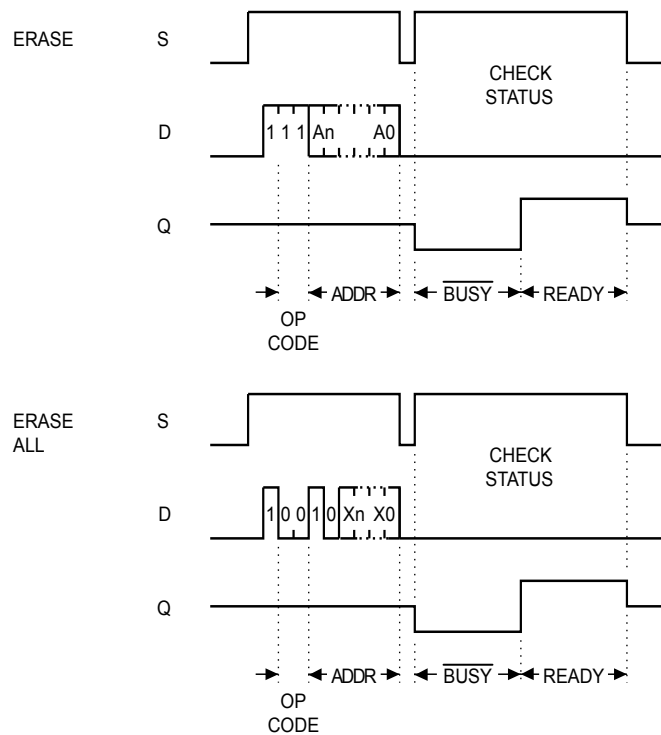 ERASE S
CHECK
STATUS
D 1 1 1 An A0
Q
ADDR BUSY READY
OP
CODE
ERASE S
ALL
CHECK
STATUS
D 1 0 0 1 0 Xn X0
Q
ADDR BUSY READY
OP
CODE